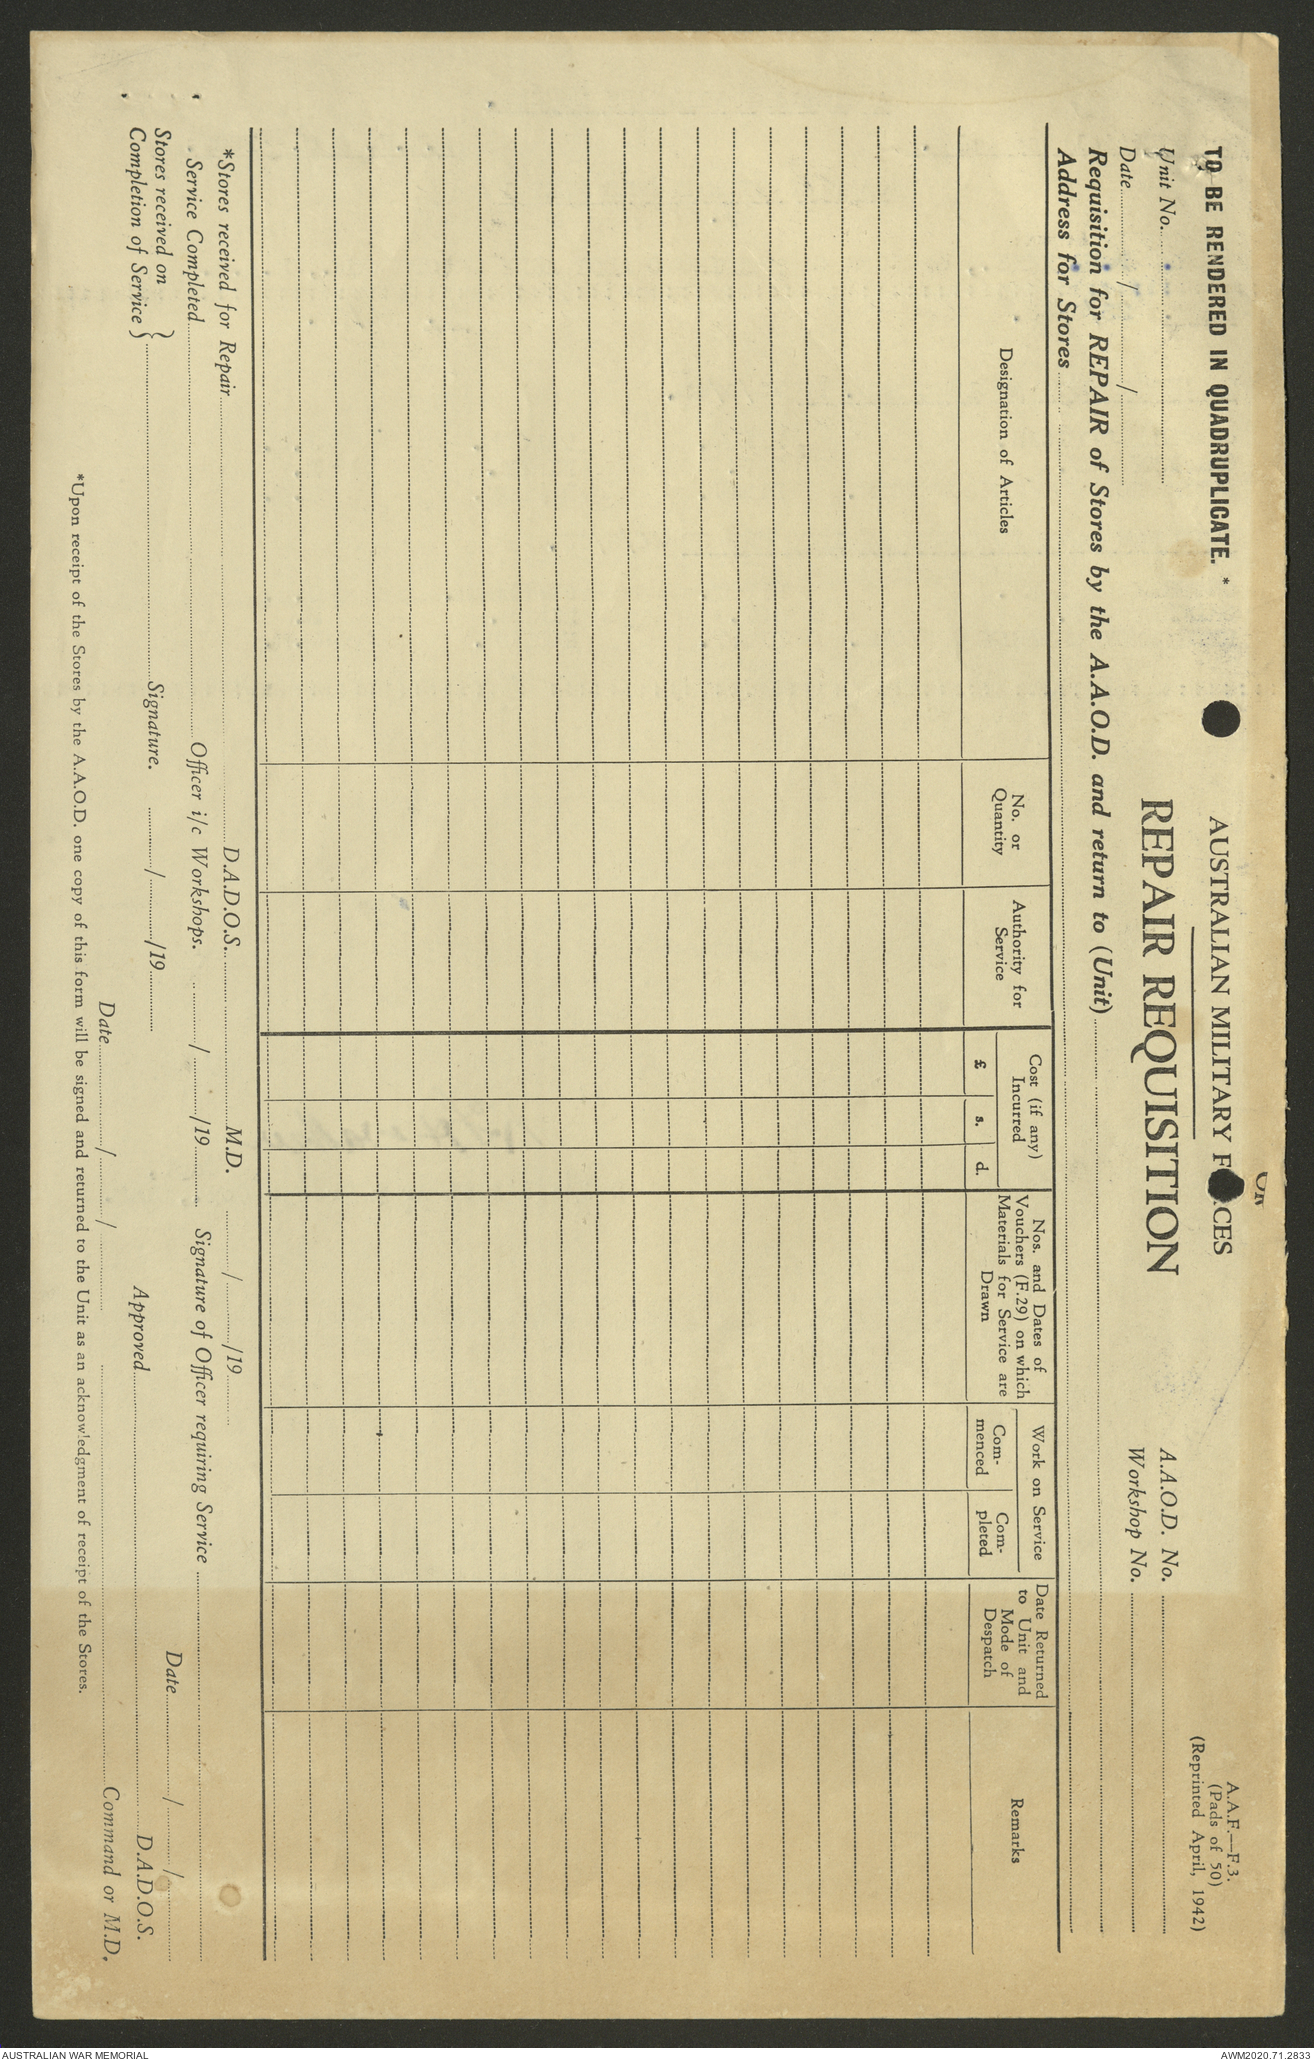 TO BE RENDERED IN QUADRUPLICATE. *
AUSTRALIAN MILITARY F CES
A.A.F.—F.3.
(Pads of 50)
(Reprinted April, 1942)
Unit No.
REPAIR REQUISITION
A.A.O.D. No.
Date / /
Workshop No.
Requisition for REPAIR of Stores by the A.A.O.D. and return to (Unit)
Address for Stores
Designation of Articles
No. or
Quantity
Authority for
Service
Cost (if any)
Incurred
£ s. d.
Nos. and Dates of
Vouchers (F.29) on which
Materials for Service are
Drawn
Work on Service
Com-
menced
Com-
pleted
Date Returned
to Unit and
Mode of
Despatch
Remarks
*Stores received for Repair D.A.D.O.S. M.D. / /19
Service Completed Officer i/c Workshops. / /19 Signature of Officer requiring Service
Stores received on
Completion of Service } Signature. / /19
Date / /
Approved D.A.D.O.S.
Date / / Command or M.D.
*Upon receipt of the Stores by the A.A.O.D. one copy of this form will be signed and returned to the Unit as an acknowledgment of receipt of the Stores.
AUSTRALIAN WAR MEMORIAL
AWM2020.71.2833